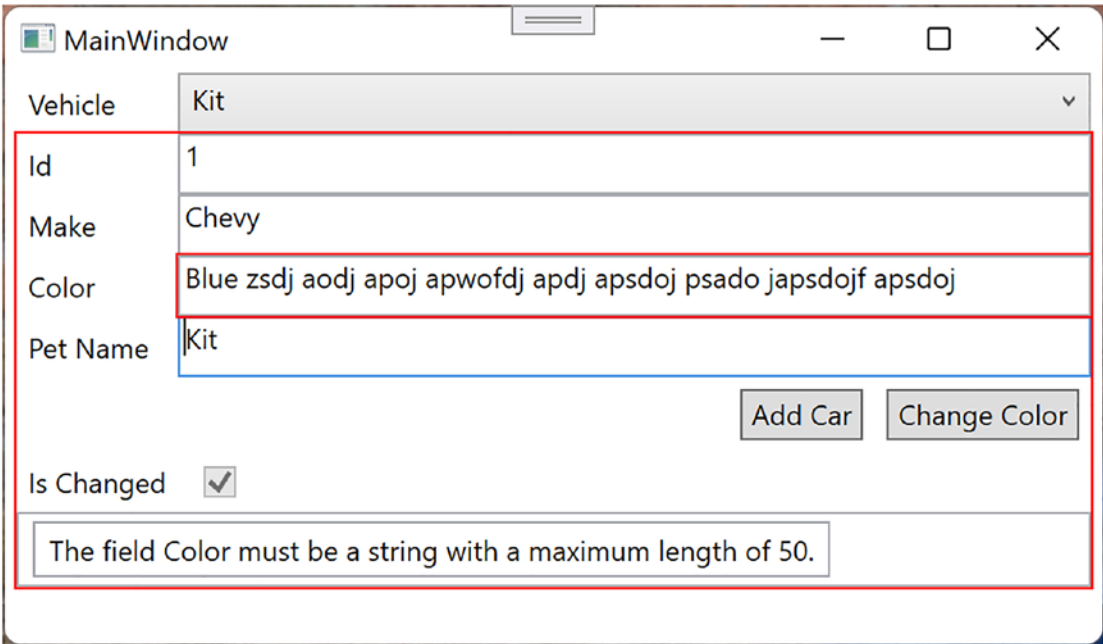 MainWindow
Vehicle Kit
Id 1
Make Chevy
Color Blue zsdj aodj apoj apwofdj apdj apsdoj psado japsdojf apsdoj
Pet Name Kit
Add Car Change Color
Is Changed
The field Color must be a string with a maximum length of 50.